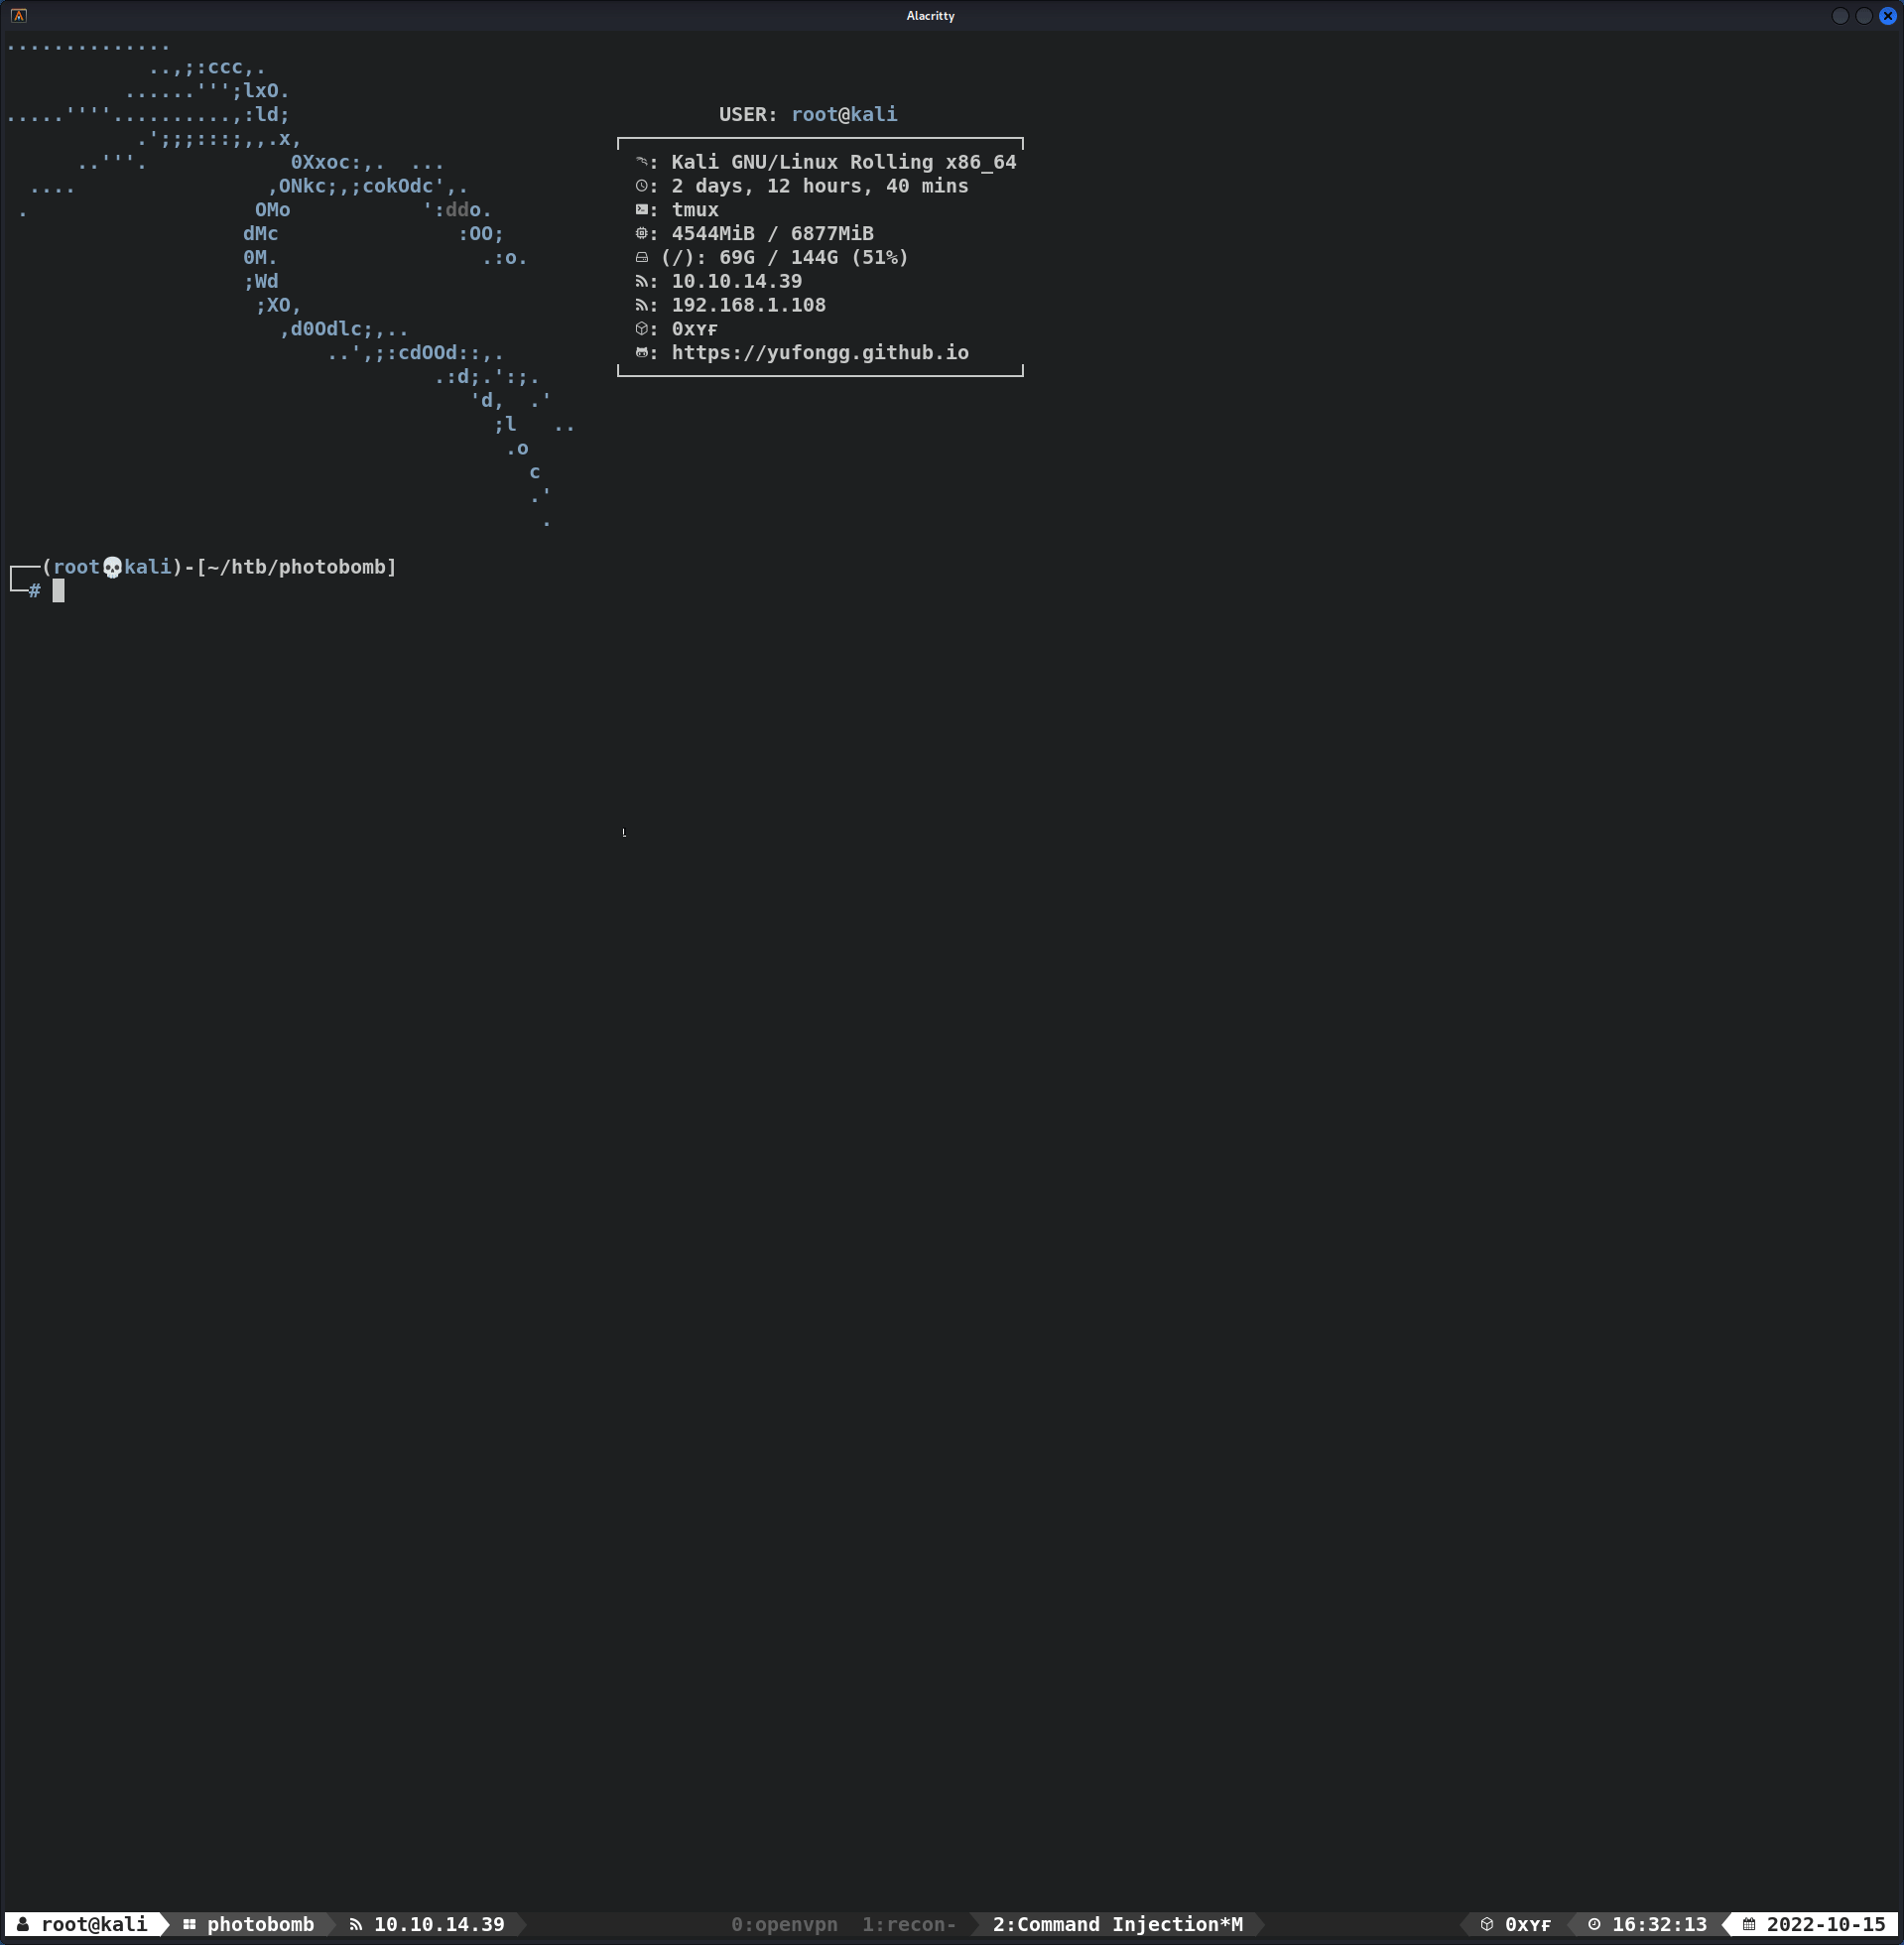 Alacritty
..............
            ..,;:ccc,.
          ......''';lxO.
.....''''..........,:ld;
           .';;;:::;,,.x,
      ..'''.            0Xxoc:,.  ...
  ....                ,ONkc;,;cokOdc',.
 .                   OMo           ':ddo.
                    dMc               :OO;
                    0M.                 .:o.
                    ;Wd
                     ;XO,
                       ,d0Odlc;,..
                           ..',;:cdOOd::,.
                                    .:d;.':;.
                                       'd,  .'
                                         ;l   ..
                                          .o
                                            c
                                            .'
                                             .
USER: root@kali
: Kali GNU/Linux Rolling x86_64
: 2 days, 12 hours, 40 mins
: tmux
: 4544MiB / 6877MiB
(/): 69G / 144G (51%)
: 10.10.14.39
: 192.168.1.108
: 0xʏꜰ
: https://yufongg.github.io
┌──(root💀kali)-[~/htb/photobomb]
└─#
root@kali photobomb 10.10.14.39 0:openvpn 1:recon- 2:Command Injection*M 0xʏꜰ 16:32:13 2022-10-15